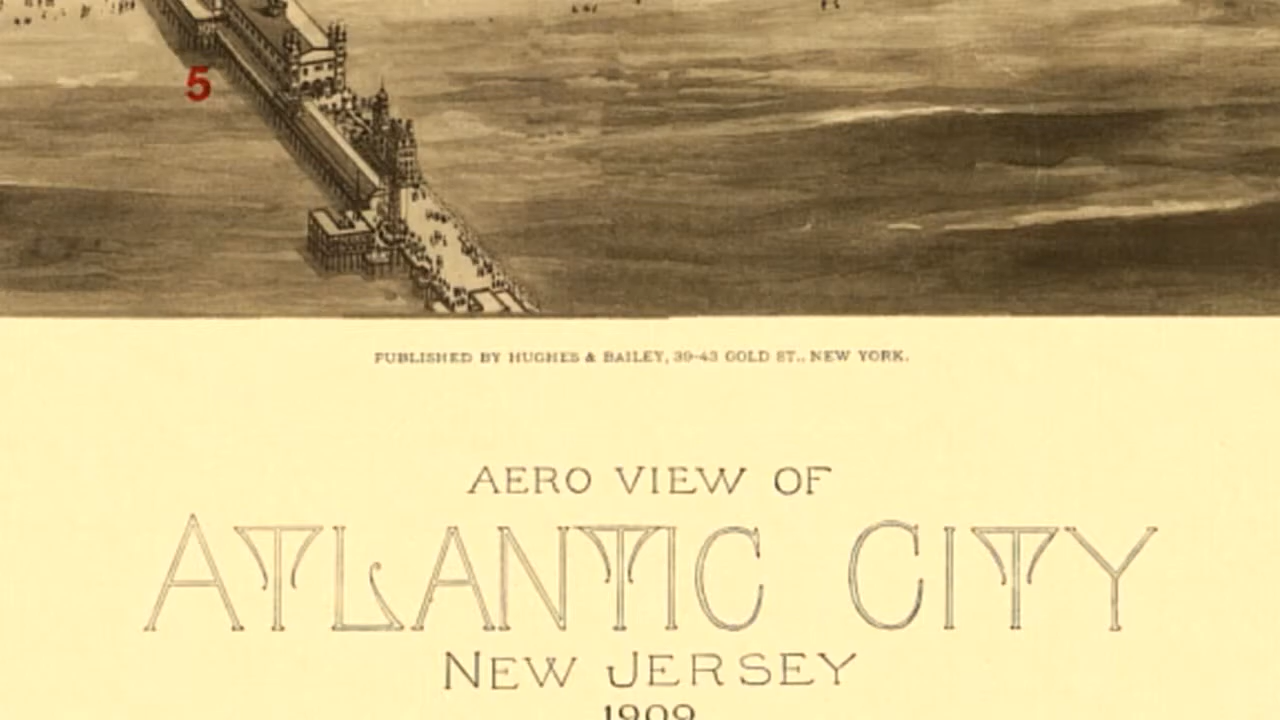 5
PUBLISHED BY HUGHES & BAILEY, 39-43 GOLD ST., NEW YORK.
AERO VIEW OF
ATLANTIC CITY
NEW JERSEY
1909